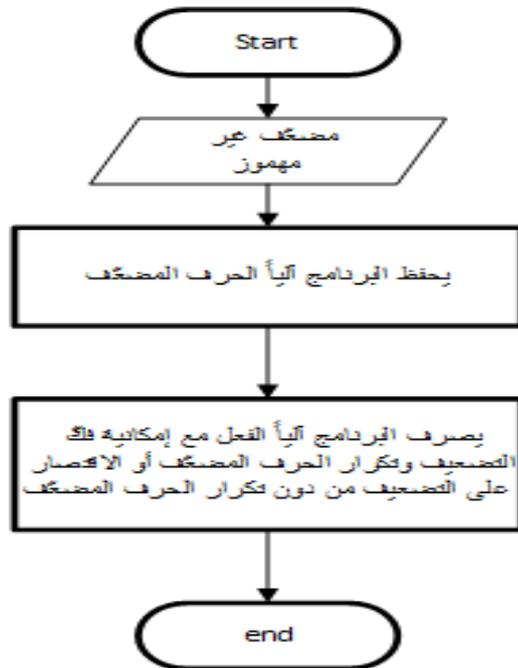 Start
مضعّف غير
مهموز
يحفظ البرنامج آلياً الحرف المضعّف
يصرف البرنامج آلياً الفعل مع إمكانية فك
التضعيف وتكرار الحرف المضعّف أو الاقتصار
على التضعيف من دون تكرار الحرف المضعّف
end